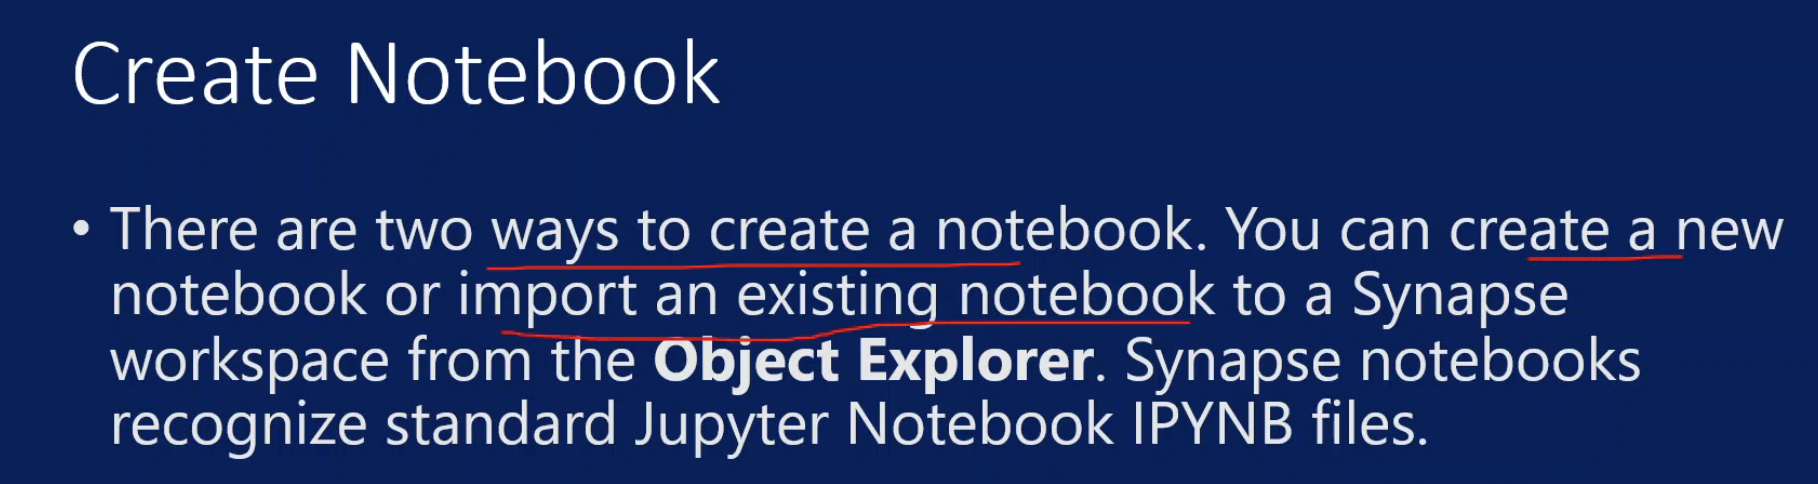 Create Notebook
• There are two ways to create a notebook. You can create a new
notebook or import an existing notebook to a Synapse
workspace from the Object Explorer. Synapse notebooks
recognize standard Jupyter Notebook IPYNB files.